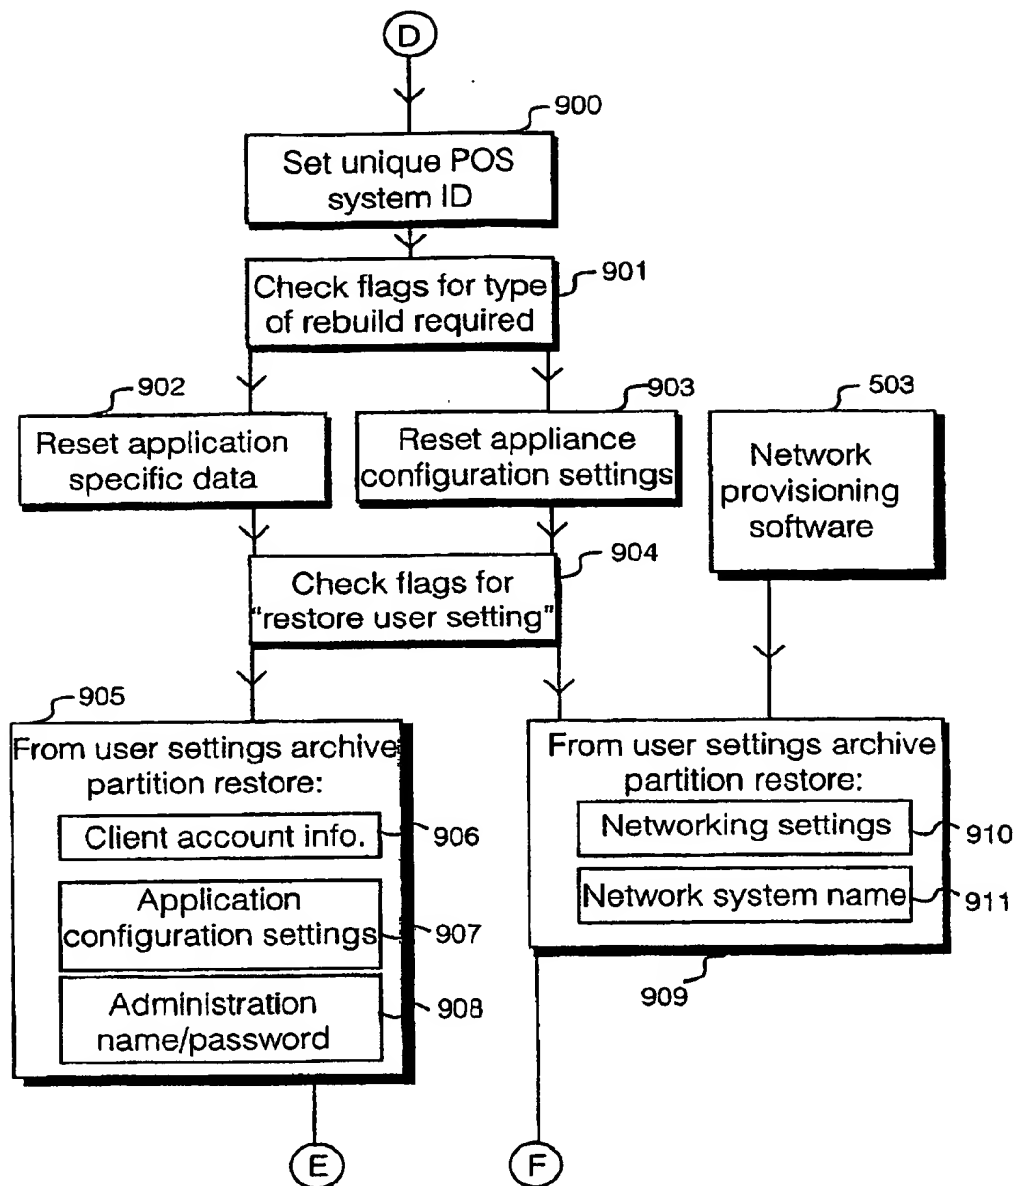 D
900
Set unique POS
system ID
901
Check flags for type
of rebuild required
902
Reset application
specific data
903
Reset appliance
configuration settings
503
Network
provisioning
software
904
Check flags for
"restore user setting"
905
From user settings archive
partition restore:
Client account info.
906
Application
configuration settings
907
Administration
name/password
908
From user settings archive
partition restore:
Networking settings
910
Network system name
911
909
E
F